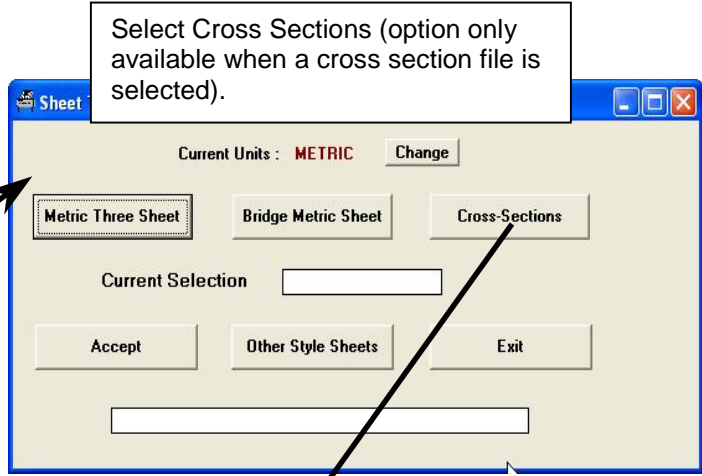 Select Cross Sections (option only
available when a cross section file is
selected).
Sheet
Current Units : METRIC Change
Metric Three Sheet Bridge Metric Sheet Cross-Sections
Current Selection
Accept Other Style Sheets Exit